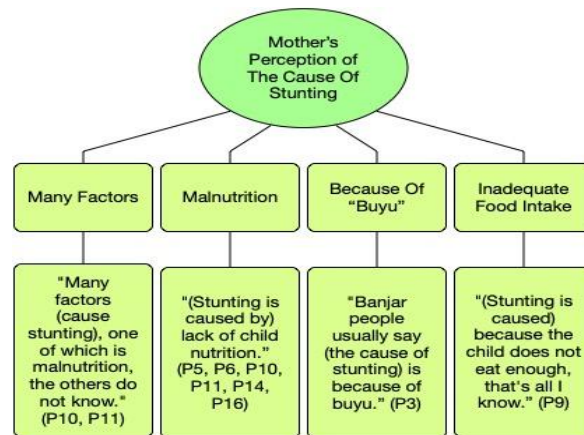 Mother's
Perception of
The Cause Of
Stunting
Many Factors
Malnutrition
Because Of
"Buyu"
Inadequate
Food Intake
"Many
factors
(cause
stunting), one
of which is
malnutrition,
the others do
not know."
(P10, P11)
"(Stunting is
caused by)
lack of child
nutrition."
(P5, P6, P10,
P11, P14,
P16)
"Banjar
people
usually say
(the cause of
stunting) is
because of
buyu." (P3)
"(Stunting is
caused)
because the
child does not
eat enough,
that's all I
know." (P9)